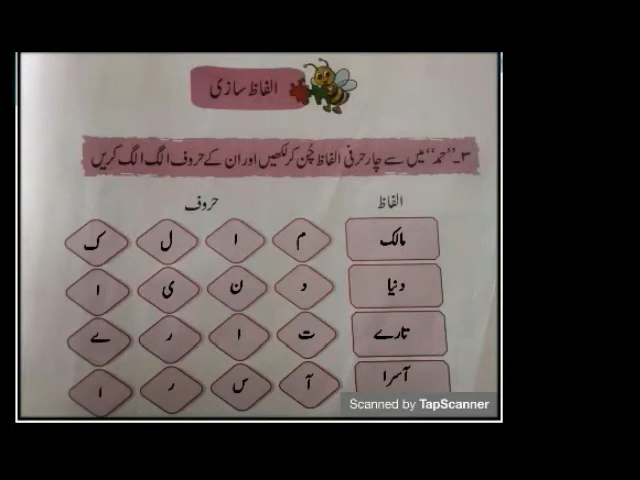 الفاظ سازی
۳۔ "حمد" میں سے چار حرفی الفاظ چُن کر لکھیں اور ان کے حروف الگ الگ کریں
الفاظ حروف
مالک م ا ل ک
دنیا د ن ی ا
تارے ت ا ر ے
آسرا آ س ر ا
Scanned by TapScanner